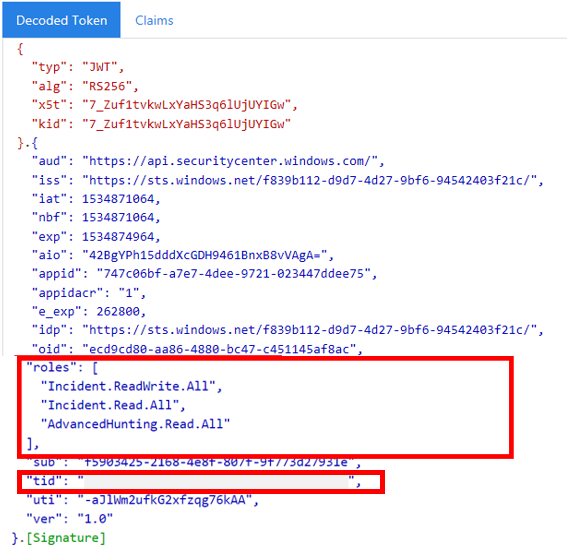 Decoded Token Claims
{
"typ": "JWT",
"alg": "RS256",
"x5t": "7_Zuf1tvkwLxYaHS3q6lUjUYIGw",
"kid": "7_Zuf1tvkwLxYaHS3q6lUjUYIGw"
}.{
"aud": "https://api.securitycenter.windows.com/",
"iss": "https://sts.windows.net/f839b112-d9d7-4d27-9bf6-94542403f21c/",
"iat": 1534871064,
"nbf": 1534871064,
"exp": 1534874964,
"aio": "42BgYPh15dddXcGDH9461BnxB8vVAgA=",
"appid": "747c06bf-a7e7-4dee-9721-023447ddee75",
"appidacr": "1",
"e_exp": 262800,
"idp": "https://sts.windows.net/f839b112-d9d7-4d27-9bf6-94542403f21c/",
"oid": "ecd9cd80-aa86-4880-bc47-c451145af8ac",
"roles": [
"Incident.ReadWrite.All",
"Incident.Read.All",
"AdvancedHunting.Read.All"
],
"sub": "f5903425-2168-4e8f-807f-9f773d27931e",
"tid": "",
"uti": "-aJlWm2ufkG2xfzqg76kAA",
"ver": "1.0"
}.[Signature]